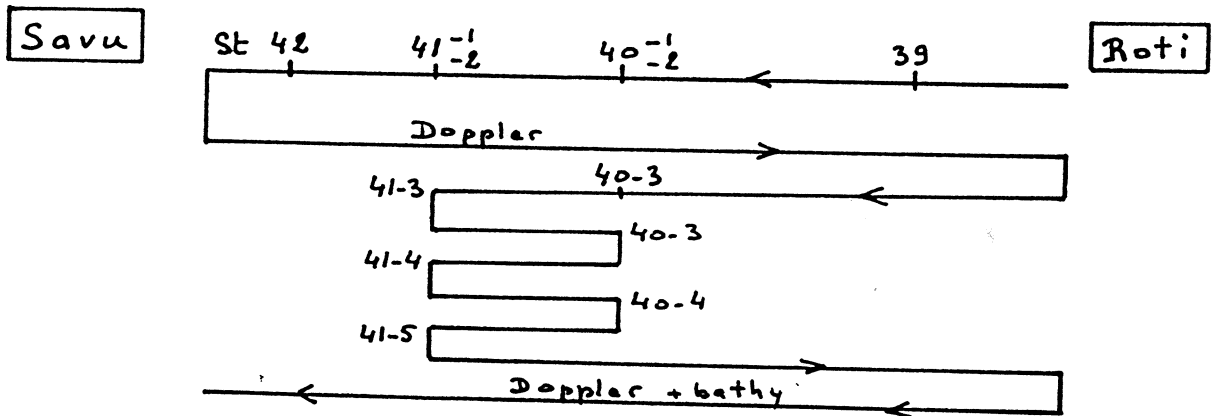 Savu
St 42
41-1
-2
40-1
-2
39
Roti
Doppler
41-3
40-3
40-3
41-4
40-4
41-5
Doppler + bathy